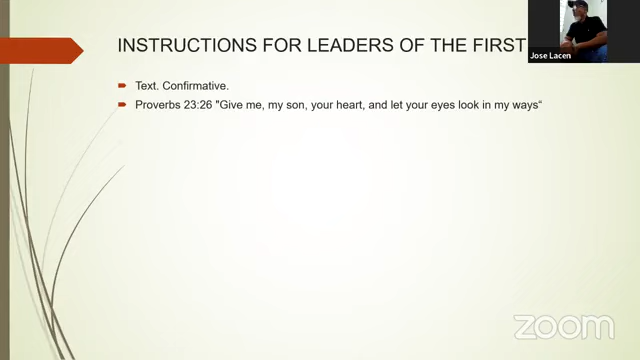 INSTRUCTIONS FOR LEADERS OF THE FIRST
Jose Lacen
Text. Confirmative.
Proverbs 23:26 "Give me, my son, your heart, and let your eyes look in my ways“
zoom